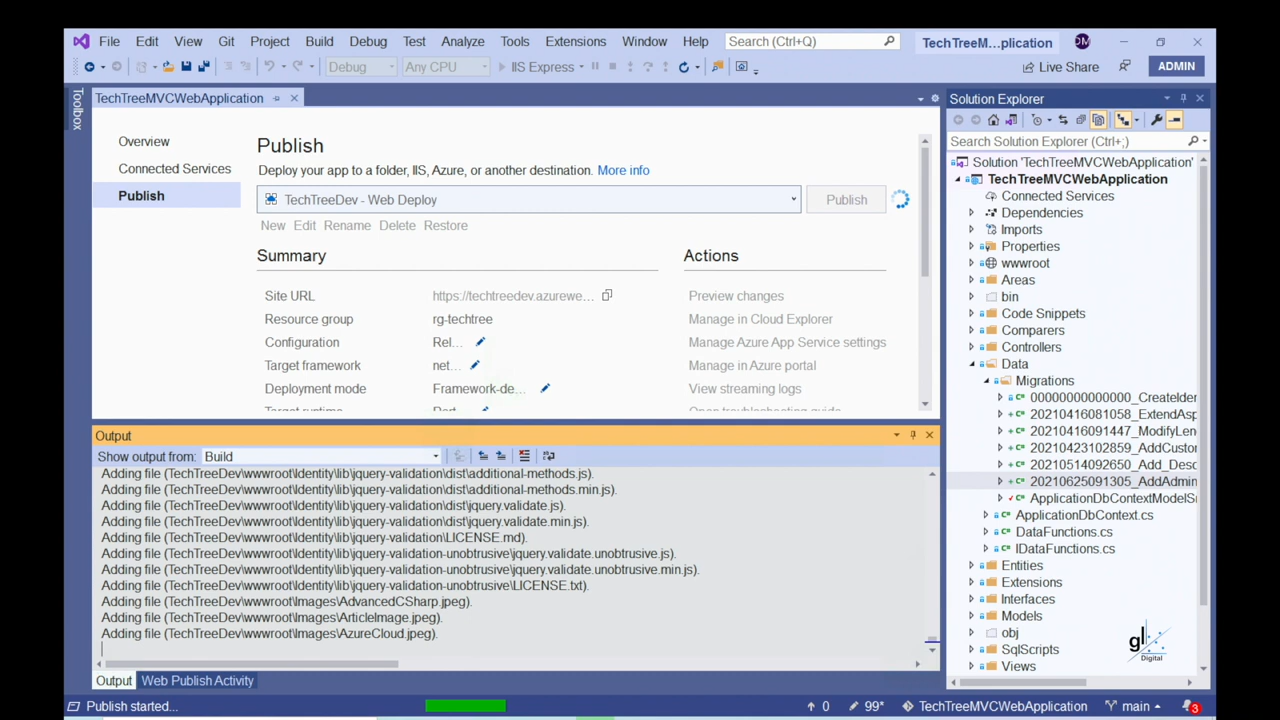 File Edit View Git Project Build Debug Test Analyze Tools Extensions Window Help Search (Ctrl+Q) TechTreeM...plication DM
Debug Any CPU IIS Express Live Share ADMIN
Toolbox
TechTreeMVCWebApplication
Overview
Connected Services
Publish
Publish
Deploy your app to a folder, IIS, Azure, or another destination. More info
TechTreeDev - Web Deploy Publish
New Edit Rename Delete Restore
Summary
Site URL https://techtreedev.azurewe...
Resource group rg-techtree
Configuration Rel...
Target framework net...
Deployment mode Framework-de...
Target runtime Port
Actions
Preview changes
Manage in Cloud Explorer
Manage Azure App Service settings
Manage in Azure portal
View streaming logs
Open troubleshooting guide
Output
Show output from: Build
Adding file (TechTreeDev\wwwroot\Identity\lib\jquery-validation\dist\additional-methods.js).
Adding file (TechTreeDev\wwwroot\Identity\lib\jquery-validation\dist\additional-methods.min.js).
Adding file (TechTreeDev\wwwroot\Identity\lib\jquery-validation\dist\jquery.validate.js).
Adding file (TechTreeDev\wwwroot\Identity\lib\jquery-validation\dist\jquery.validate.min.js).
Adding file (TechTreeDev\wwwroot\Identity\lib\jquery-validation\LICENSE.md).
Adding file (TechTreeDev\wwwroot\Identity\lib\jquery-validation-unobtrusive\jquery.validate.unobtrusive.js).
Adding file (TechTreeDev\wwwroot\Identity\lib\jquery-validation-unobtrusive\jquery.validate.unobtrusive.min.js).
Adding file (TechTreeDev\wwwroot\Identity\lib\jquery-validation-unobtrusive\LICENSE.txt).
Adding file (TechTreeDev\wwwroot\Images\AdvancedCSharp.jpeg).
Adding file (TechTreeDev\wwwroot\Images\ArticleImage.jpeg).
Adding file (TechTreeDev\wwwroot\Images\AzureCloud.jpeg).
Output Web Publish Activity
Solution Explorer
Search Solution Explorer (Ctrl+;)
Solution 'TechTreeMVCWebApplication'
TechTreeMVCWebApplication
Connected Services
Dependencies
Imports
Properties
wwwroot
Areas
bin
Code Snippets
Comparers
Controllers
Data
Migrations
00000000000000_CreateIden
20210416081058_ExtendAsp
20210416091447_ModifyLen
20210423102859_AddCusto
20210514092650_Add_Desc
20210625091305_AddAdmin
ApplicationDbContextModelSn
ApplicationDbContext.cs
DataFunctions.cs
IDataFunctions.cs
Entities
Extensions
Interfaces
Models
obj
SqlScripts
Views
gl
Digital
Publish started... 0 99* TechTreeMVCWebApplication main 3